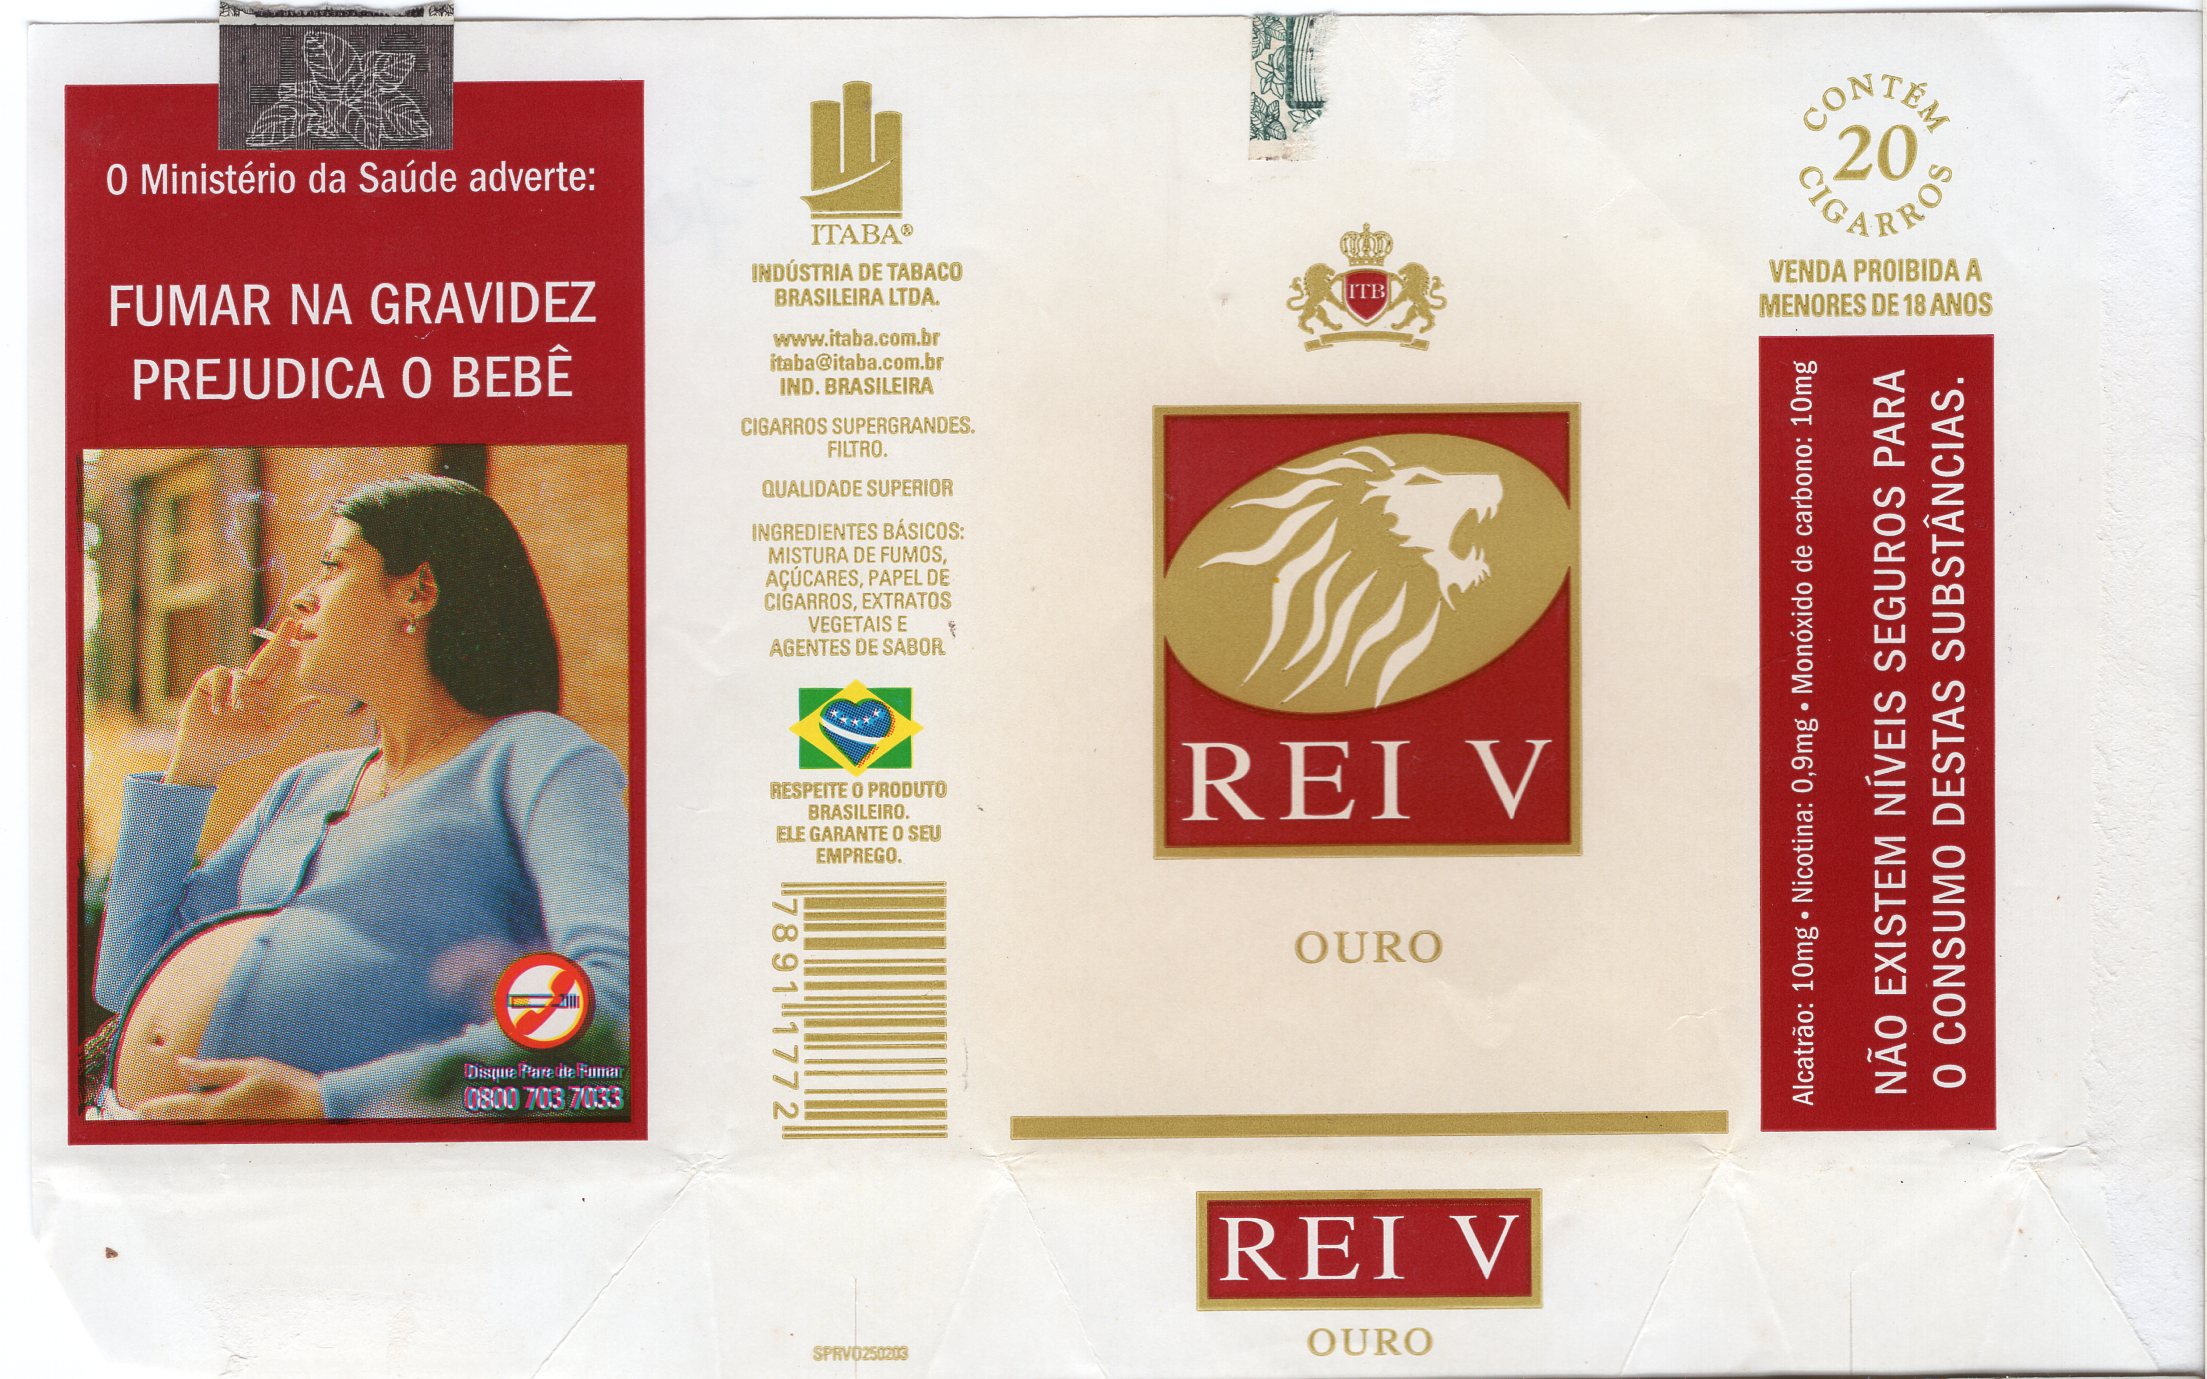 O Ministério da Saúde adverte:
FUMAR NA GRAVIDEZ
PREJUDICA O BEBÊ
Disque Pare de Fumar
0800 703 7033
ITABA®
INDÚSTRIA DE TABACO
BRASILEIRA LTDA.
www.itaba.com.br
itaba@itaba.com.br
IND. BRASILEIRA
CIGARROS SUPERGRANDES.
FILTRO.
QUALIDADE SUPERIOR
INGREDIENTES BÁSICOS:
MISTURA DE FUMOS,
AÇÚCARES, PAPEL DE
CIGARROS, EXTRATOS
VEGETAIS E
AGENTES DE SABOR
RESPEITE O PRODUTO
BRASILEIRO.
ELE GARANTE O SEU
EMPREGO.
78911772
SPRVO250203
ITB
REI V
OURO
REI V
OURO
CONTÉM
20
CIGARROS
VENDA PROIBIDA A
MENORES DE 18 ANOS
Alcatrão: 10mg • Nicotina: 0,9mg • Monóxido de carbono: 10mg
NÃO EXISTEM NÍVEIS SEGUROS PARA
O CONSUMO DESTAS SUBSTÂNCIAS.